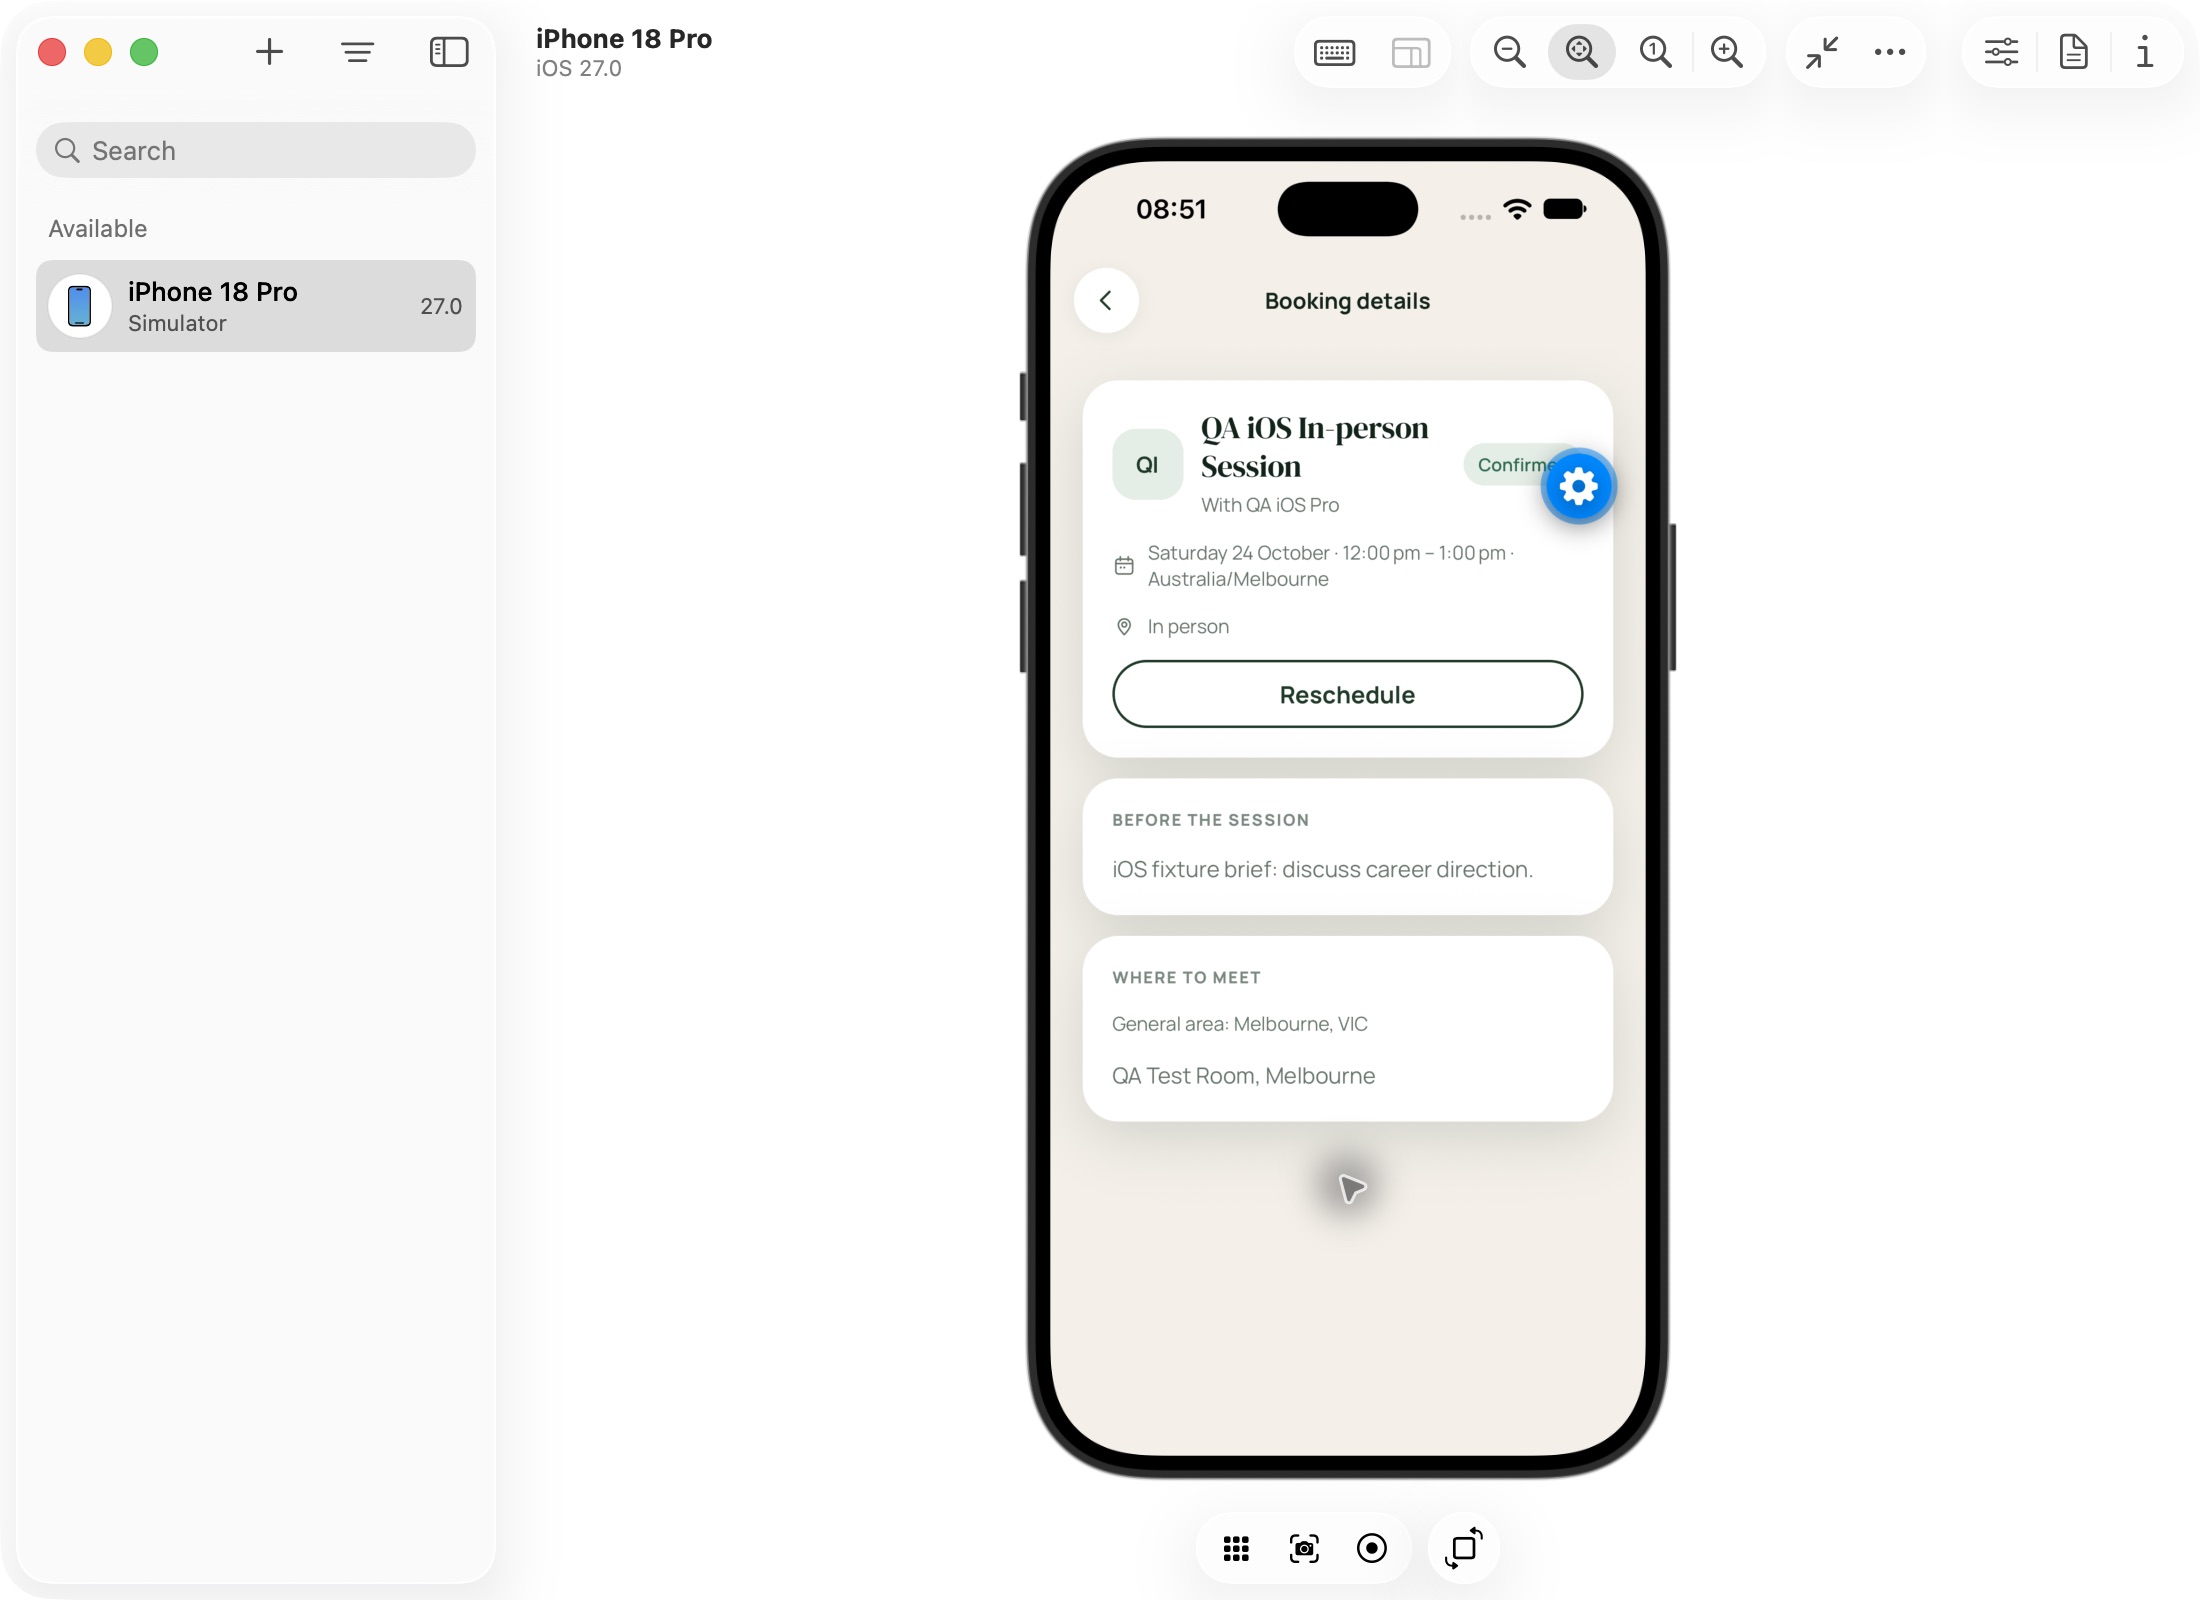 iPhone 18 Pro
iOS 27.0
Search
Available
iPhone 18 Pro
Simulator
27.0
1
08:51
Booking details
QI
QA iOS In-person
Session
With QA iOS Pro
Saturday 24 October · 12:00 pm – 1:00 pm ·
Australia/Melbourne
In person
Reschedule
BEFORE THE SESSION
iOS fixture brief: discuss career direction.
WHERE TO MEET
General area: Melbourne, VIC
QA Test Room, Melbourne